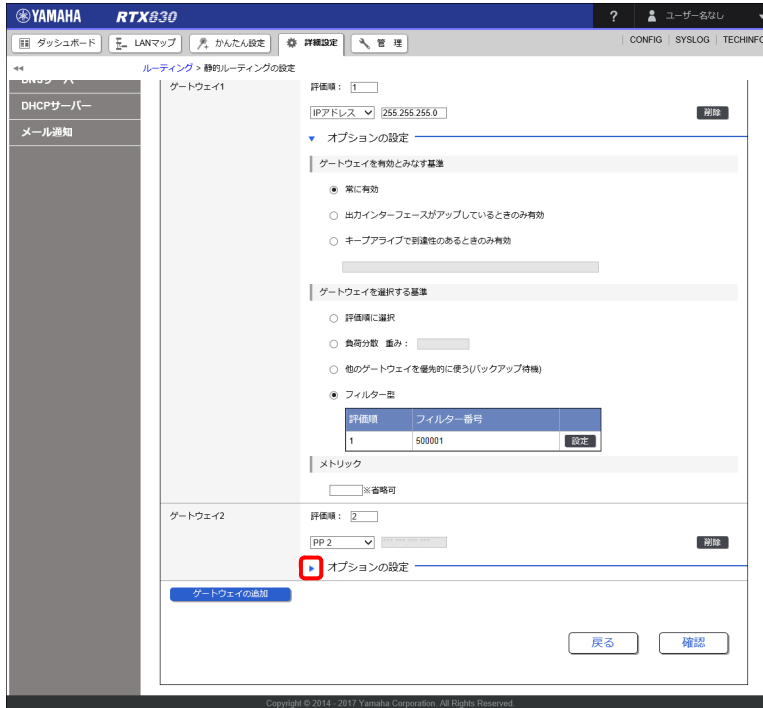 YAMAHA RTX830 ? ユーザー名なし
ダッシュボード LANマップ かんたん設定 詳細設定 管 理 CONFIG SYSLOG TECHINFO
ルーティング > 静的ルーティングの設定
DHCPサーバー
メール通知
ゲートウェイ1 評価順： 1
IPアドレス 255.255.255.0 削除
オプションの設定
ゲートウェイを有効とみなす基準
常に有効
出力インターフェースがアップしているときのみ有効
キープアライブで到達性のあるときのみ有効
ゲートウェイを選択する基準
評価順に選択
負荷分散 重み：
他のゲートウェイを優先的に使う(バックアップ待機)
フィルター型
評価順 フィルター番号
1 500001 設定
メトリック
※省略可
ゲートウェイ2 評価順： 2
PP 2 削除
オプションの設定
ゲートウェイの追加
戻る 確認
Copyright © 2014 - 2017 Yamaha Corporation. All Rights Reserved.